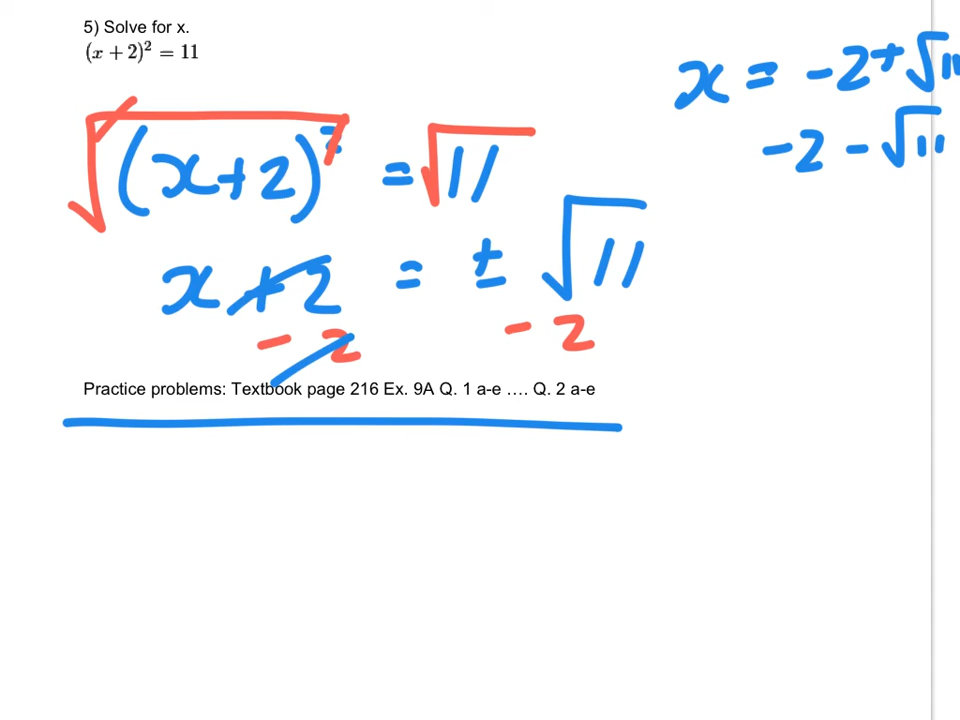 5) Solve for x.
(x + 2)² = 11
√(x+2)² = √11
x + 2 = ± √11
- 2 - 2
x = -2 + √11
-2 - √11
Practice problems: Textbook page 216 Ex. 9A Q. 1 a-e …. Q. 2 a-e